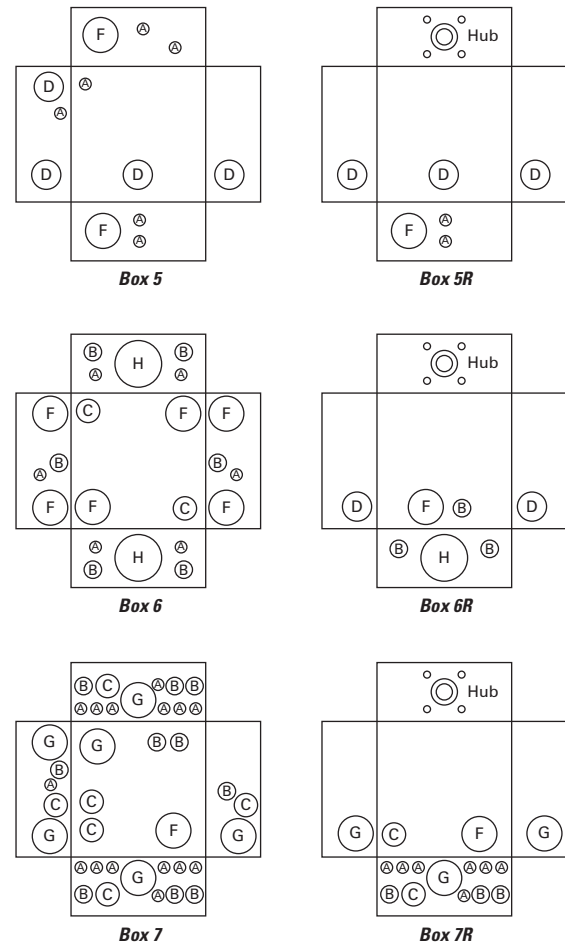 F A
A
D A
A
D D D
F A
A
Box 5
Hub
D D D
F A
A
Box 5R
B H B
A A
F C F F
B B
A A
F F C F
A H A
B B
Box 6
Hub
D F B D
B H B
Box 6R
B C G A B B
A A A A A A
G G B B
B
A B
C C C
C
G F G
A A A G A A A
B C A B B
Box 7
Hub
G C F G
A A A G A A A
B C A B B
Box 7R